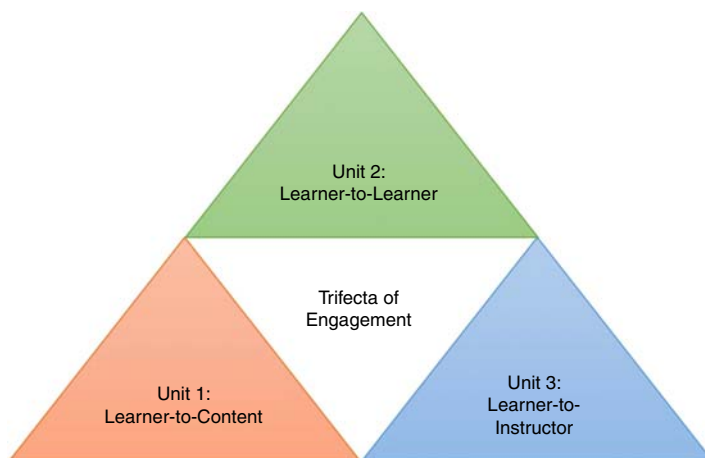 Unit 2:
Learner-to-Learner
Trifecta of
Engagement
Unit 1:
Learner-to-Content
Unit 3:
Learner-to-
Instructor